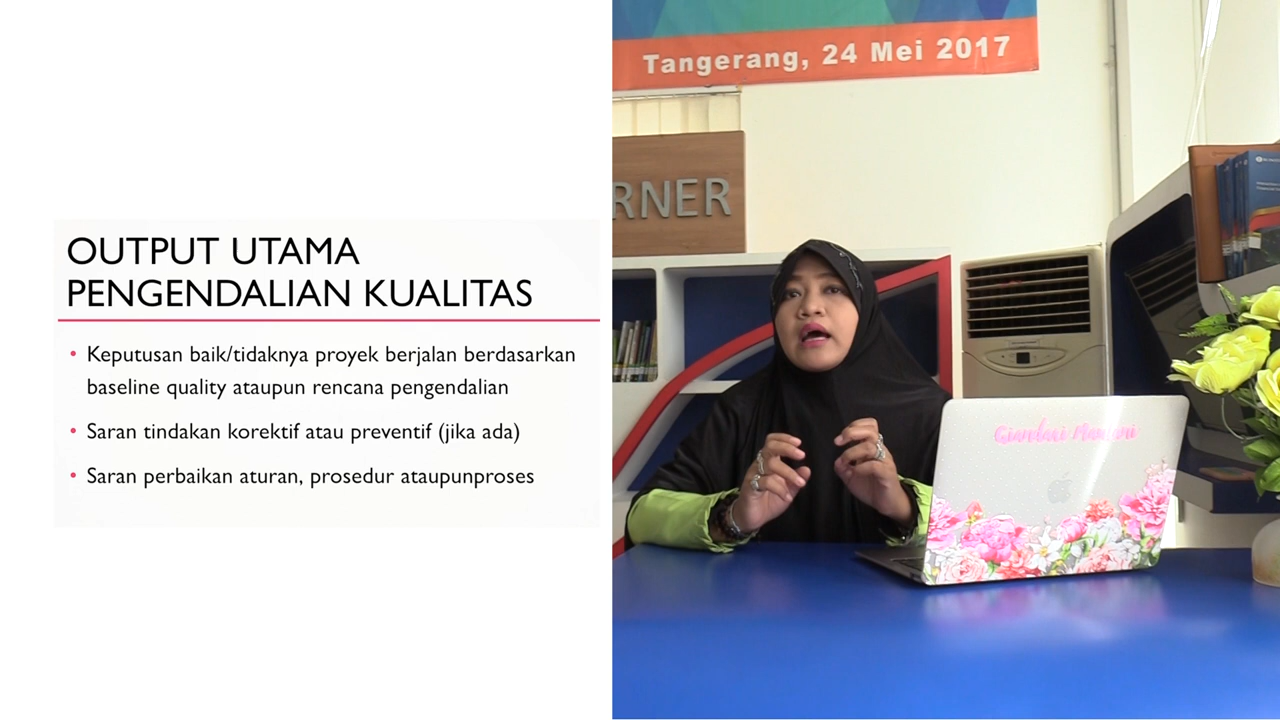 OUTPUT UTAMA
PENGENDALIAN KUALITAS
• Keputusan baik/tidaknya proyek berjalan berdasarkan
baseline quality ataupun rencana pengendalian
• Saran tindakan korektif atau preventif (jika ada)
• Saran perbaikan aturan, prosedur ataupunproses
Tangerang, 24 Mei 2017
RNER